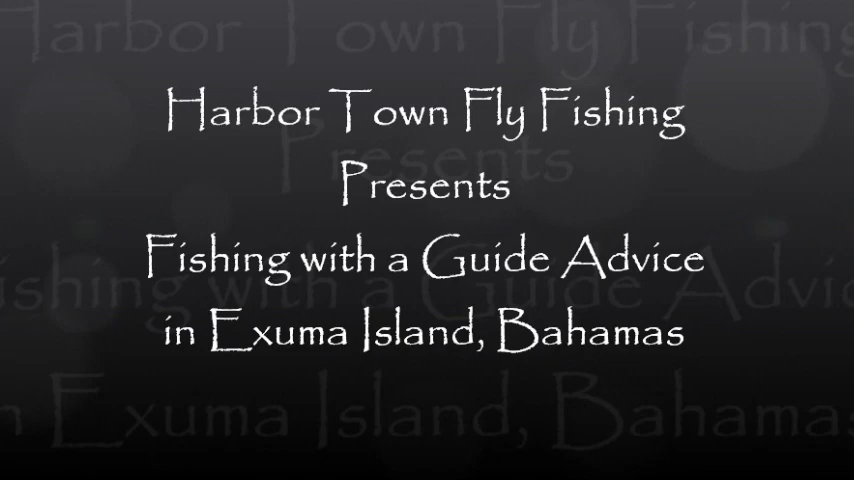 Harbor Town Fly Fishing
Presents
Fishing with a Guide Advice
in Exuma Island, Bahamas